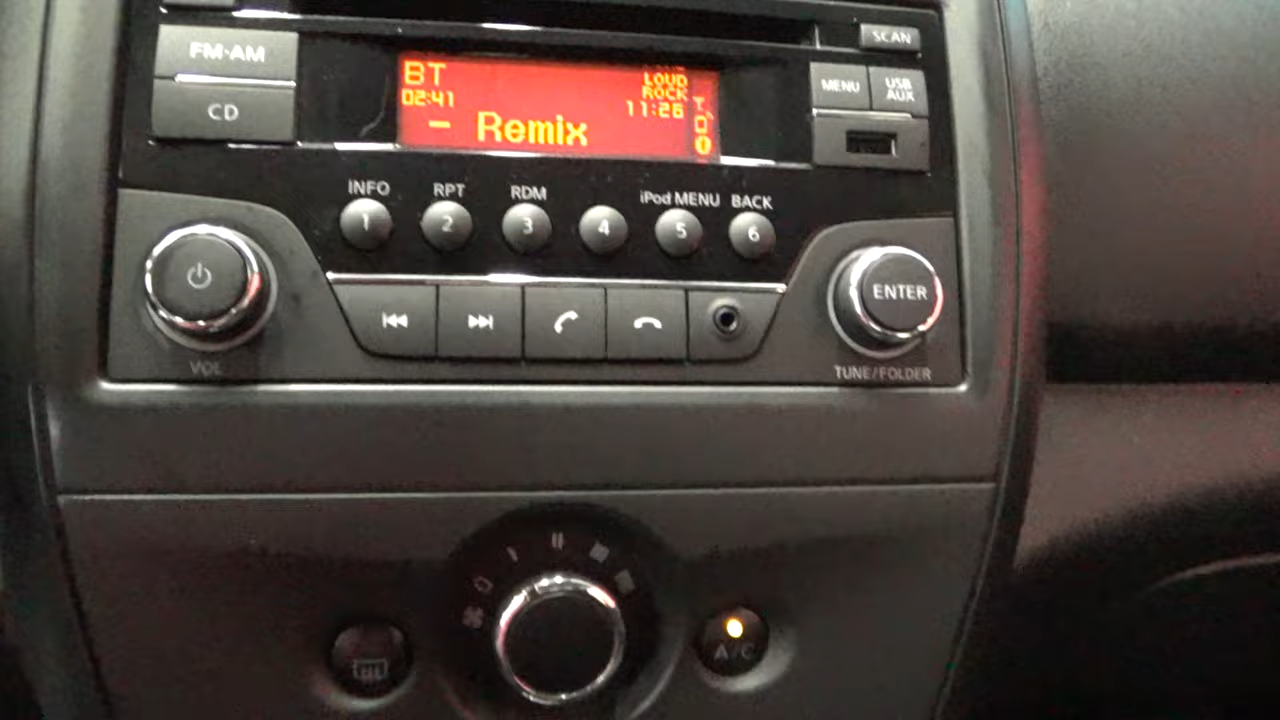 FM·AM
CD
BT
02:41
LOUD
ROCK
11:26
- Remix
SCAN
MENU
USB
AUX
INFO
RPT
RDM
iPod MENU
BACK
1
2
3
4
5
6
VOL
ENTER
TUNE/FOLDER
A/C